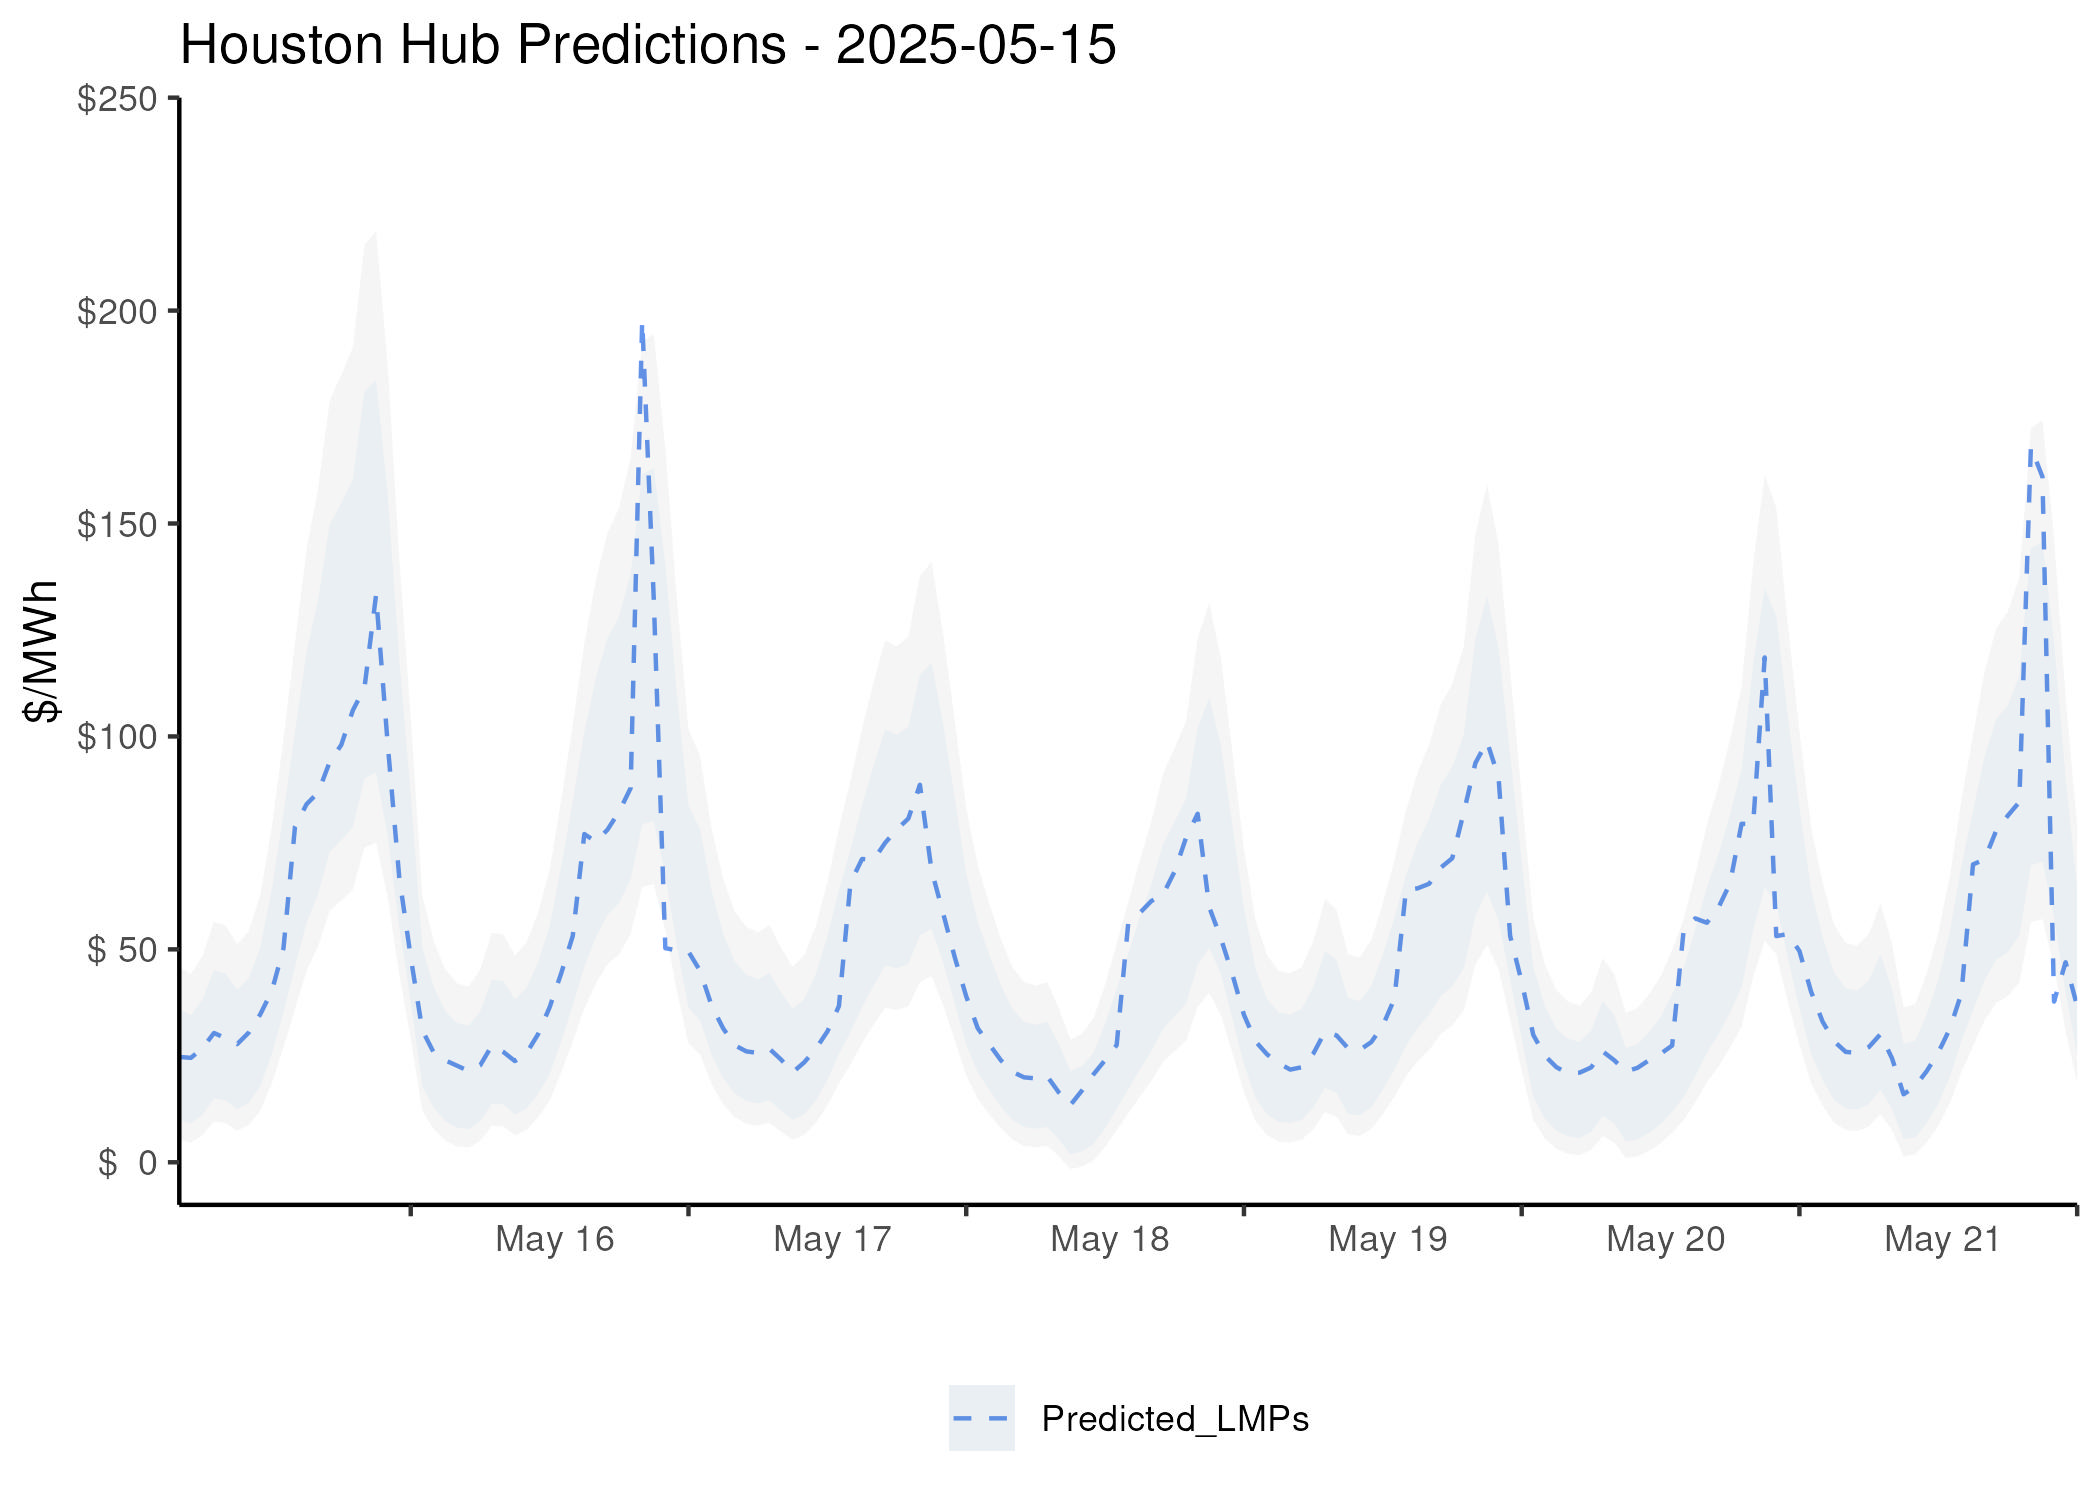 Houston Hub Predictions - 2025-05-15
$250
$200
$150
$100
$ 50
$  0
$/MWh
May 16
May 17
May 18
May 19
May 20
May 21
Predicted_LMPs